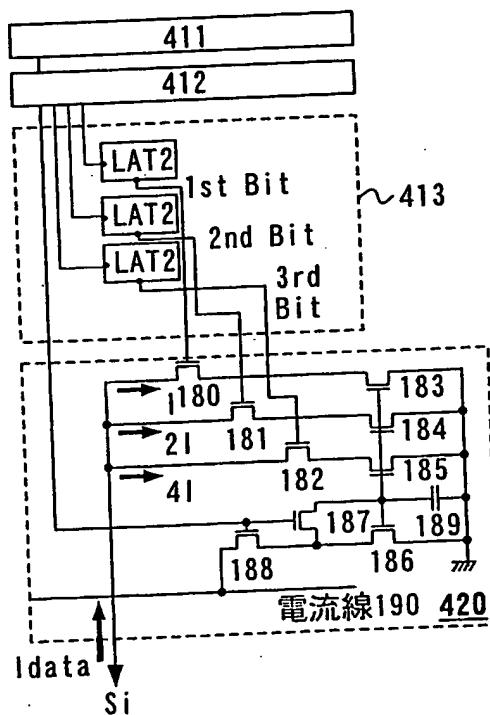 411
412
LAT2
1st Bit
413
LAT2
2nd Bit
LAT2
3rd
Bit
I
180
183
2I
181
184
4I
182
185
187
189
188
186
電流線190
420
Idata
Si